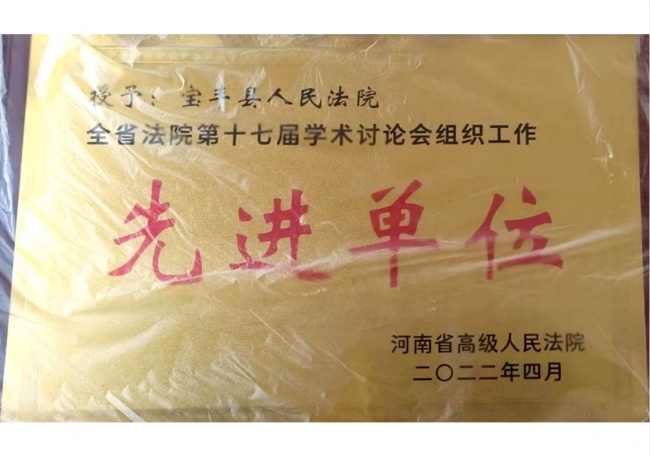 授予：宝丰县人民法院
全省法院第十七届学术讨论会组织工作
先进单位
河南省高级人民法院
二〇二二年四月